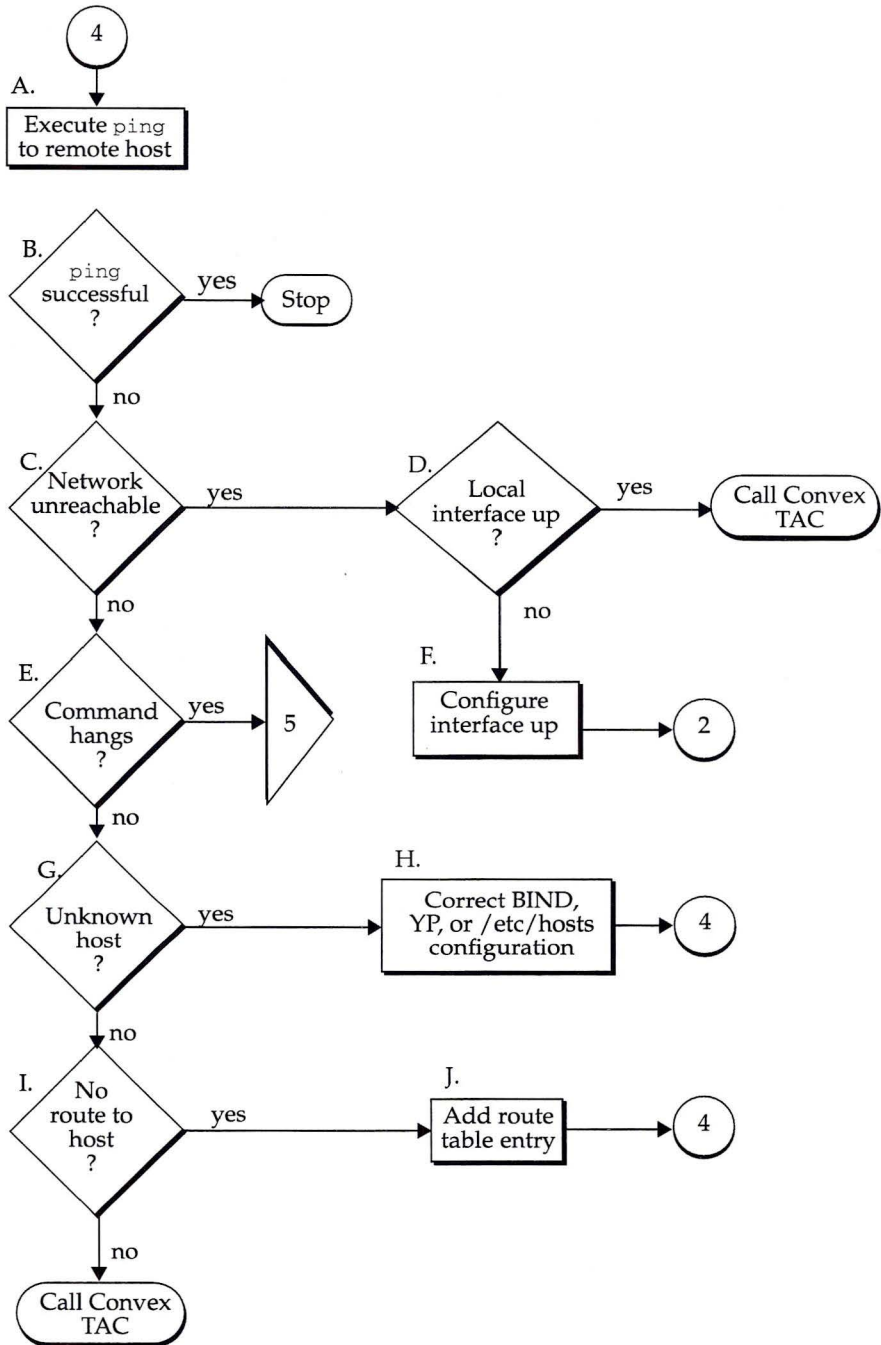 4
A.
Execute ping
to remote host
B.
ping
successful
?
yes
Stop
no
C.
Network
unreachable
?
yes
D.
Local
interface up
?
yes
Call Convex
TAC
no
no
E.
Command
hangs
?
yes
5
F.
Configure
interface up
2
no
G.
Unknown
host
?
yes
H.
Correct BIND,
YP, or /etc/hosts
configuration
4
no
I.
No
route to
host
?
yes
J.
Add route
table entry
4
no
Call Convex
TAC